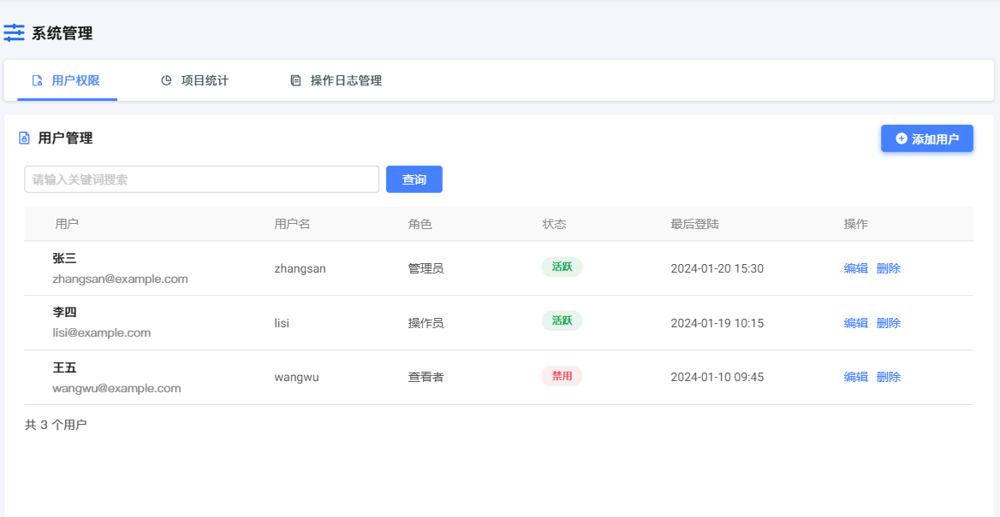 系统管理
用户权限 项目统计 操作日志管理
用户管理 添加用户
请输入关键词搜索 查询
用户 用户名 角色 状态 最后登陆 操作
张三
zhangsan@example.com zhangsan 管理员 活跃 2024-01-20 15:30 编辑 删除
李四
lisi@example.com lisi 操作员 活跃 2024-01-19 10:15 编辑 删除
王五
wangwu@example.com wangwu 查看者 禁用 2024-01-10 09:45 编辑 删除
共 3 个用户